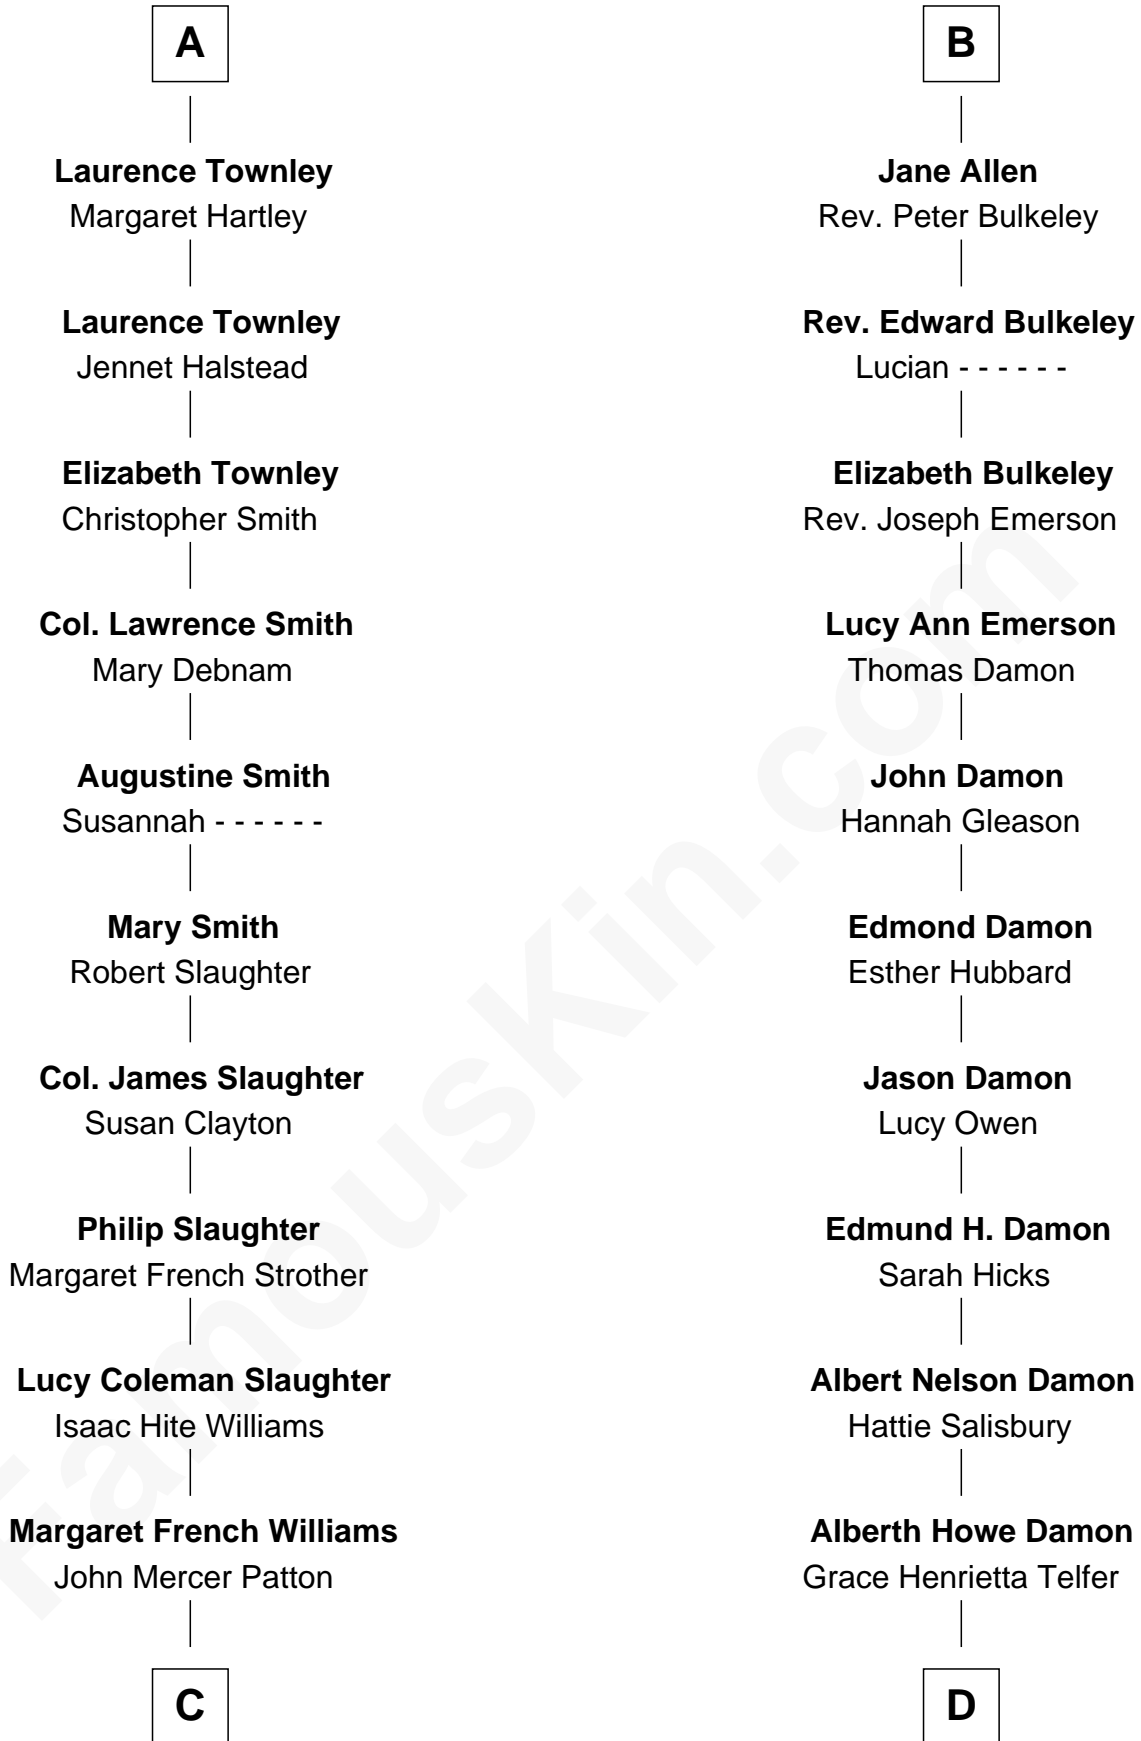 A
Laurence Townley
Margaret Hartley
Laurence Townley
Jennet Halstead
Elizabeth Townley
Christopher Smith
Col. Lawrence Smith
Mary Debnam
Augustine Smith
Susannah - - - - - -
Mary Smith
Robert Slaughter
Col. James Slaughter
Susan Clayton
Philip Slaughter
Margaret French Strother
Lucy Coleman Slaughter
Isaac Hite Williams
Margaret French Williams
John Mercer Patton
C
B
Jane Allen
Rev. Peter Bulkeley
Rev. Edward Bulkeley
Lucian - - - - - -
Elizabeth Bulkeley
Rev. Joseph Emerson
Lucy Ann Emerson
Thomas Damon
John Damon
Hannah Gleason
Edmond Damon
Esther Hubbard
Jason Damon
Lucy Owen
Edmund H. Damon
Sarah Hicks
Albert Nelson Damon
Hattie Salisbury
Alberth Howe Damon
Grace Henrietta Telfer
D
FamousKin.com